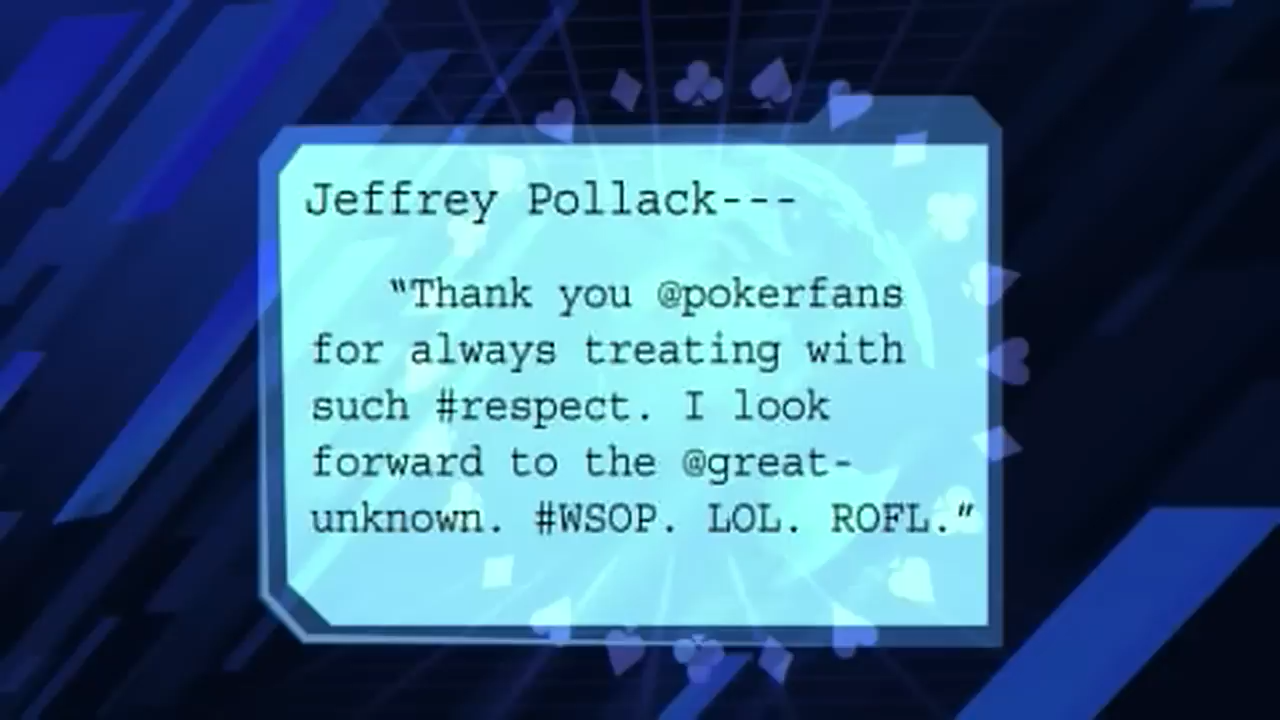 Jeffrey Pollack---
“Thank you @pokerfans
for always treating with
such #respect. I look
forward to the @great-
unknown. #WSOP. LOL. ROFL.”